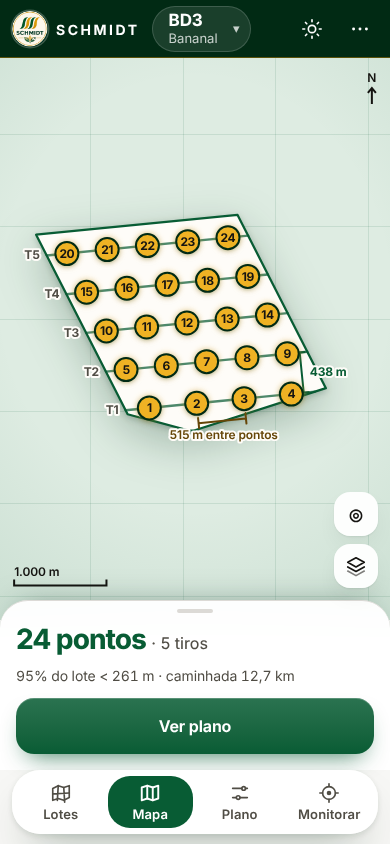 SCHMIDT
SCHMIDT
BD3
Bananal
N
T5
20
21
22
23
24
T4
15
16
17
18
19
T3
10
11
12
13
14
T2
5
6
7
8
9
438 m
T1
1
2
3
4
515 m entre pontos
1.000 m
24 pontos · 5 tiros
95% do lote < 261 m · caminhada 12,7 km
Ver plano
Lotes
Mapa
Plano
Monitorar